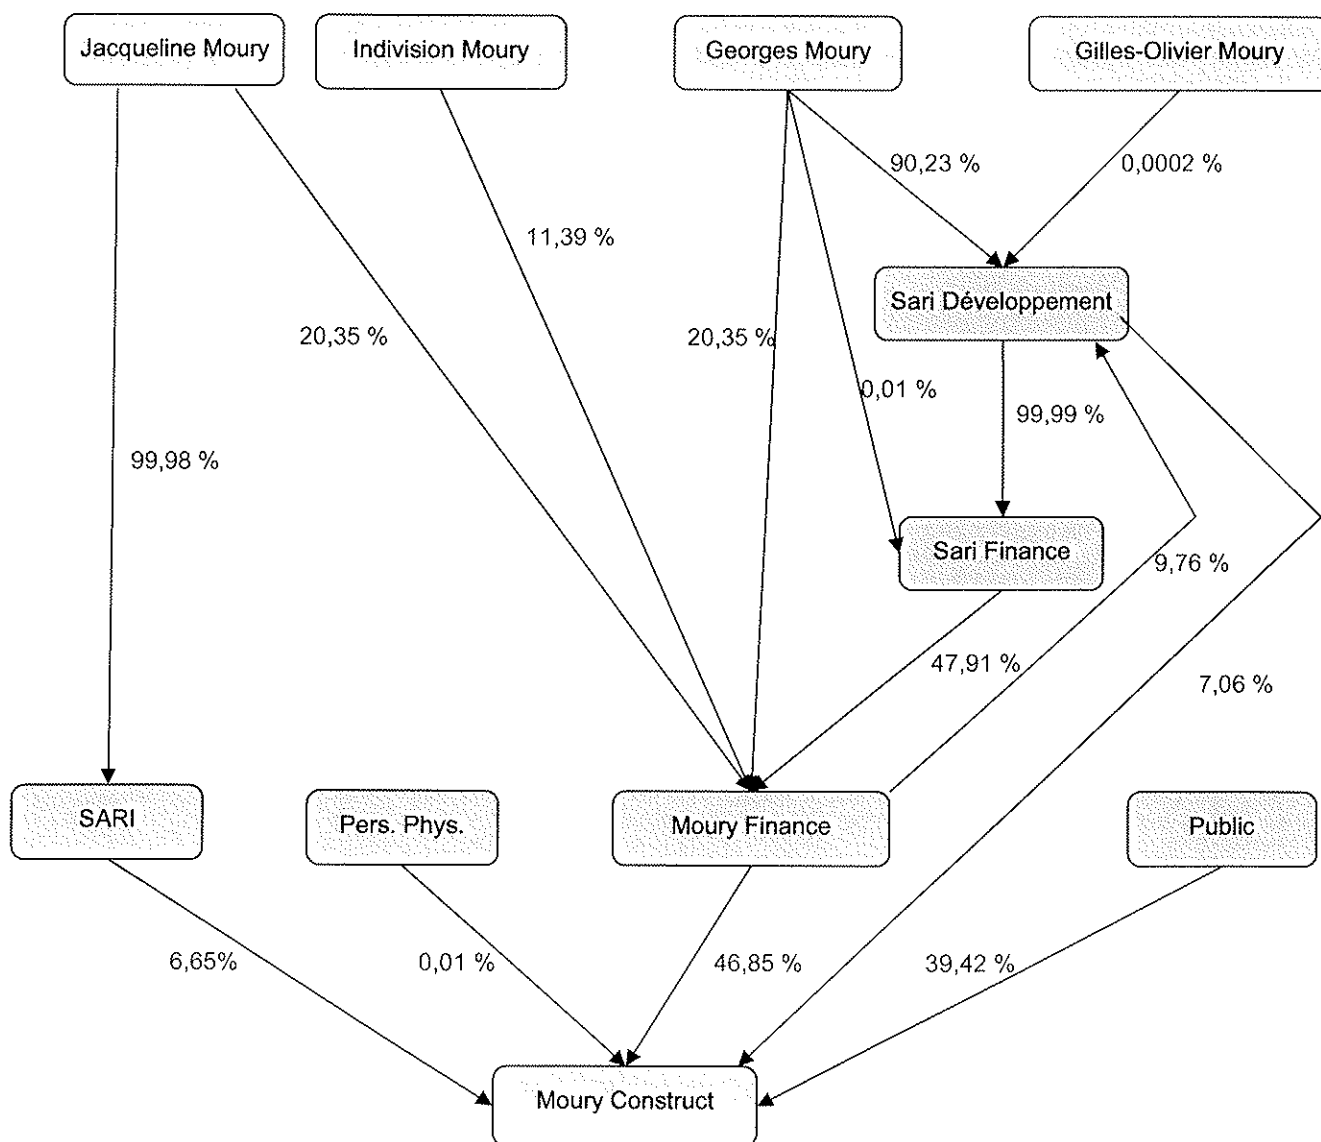 Jacqueline Moury
Indivision Moury
Georges Moury
Gilles-Olivier Moury
90,23 %
0,0002 %
11,39 %
Sari Développement
20,35 %
20,35 %
0,01 %
99,99 %
99,98 %
Sari Finance
9,76 %
47,91 %
7,06 %
SARI
Pers. Phys.
Moury Finance
Public
6,65%
0,01 %
46,85 %
39,42 %
Moury Construct